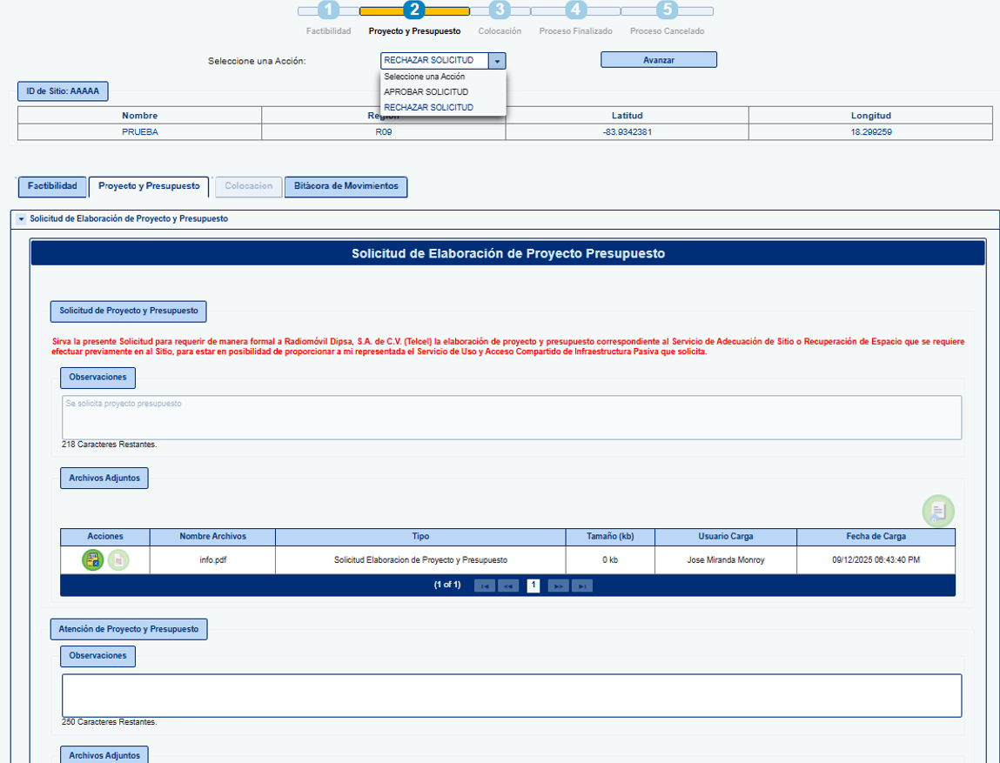 1 2 3 4 5
Factibilidad Proyecto y Presupuesto Colocación Proceso Finalizado Proceso Cancelado
Seleccione una Acción: RECHAZAR SOLICITUD Avanzar
Seleccione una Acción
APROBAR SOLICITUD
RECHAZAR SOLICITUD
ID de Sitio: AAAAA
Nombre Región Latitud Longitud
PRUEBA R09 -83.9342381 18.299259
Factibilidad Proyecto y Presupuesto Colocacion Bitácora de Movimientos
Solicitud de Elaboración de Proyecto y Presupuesto
Solicitud de Elaboración de Proyecto Presupuesto
Solicitud de Proyecto y Presupuesto
Sirva la presente Solicitud para requerir de manera formal a Radiomóvil Dipsa, S.A. de C.V. (Telcel) la elaboración de proyecto y presupuesto correspondiente al Servicio de Adecuación de Sitio o Recuperación de Espacio que se requiere
efectuar previamente en al Sitio, para estar en posibilidad de proporcionar a mi representada el Servicio de Uso y Acceso Compartido de Infraestructura Pasiva que solicita.
Observaciones
Se solicita proyecto presupuesto
218 Caracteres Restantes.
Archivos Adjuntos
Acciones Nombre Archivos Tipo Tamaño (kb) Usuario Carga Fecha de Carga
info.pdf Solicitud Elaboracion de Proyecto y Presupuesto 0 kb Jose Miranda Monroy 09/12/2025 06:43:40 PM
(1 of 1) 1
Atención de Proyecto y Presupuesto
Observaciones
250 Caracteres Restantes.
Archivos Adjuntos